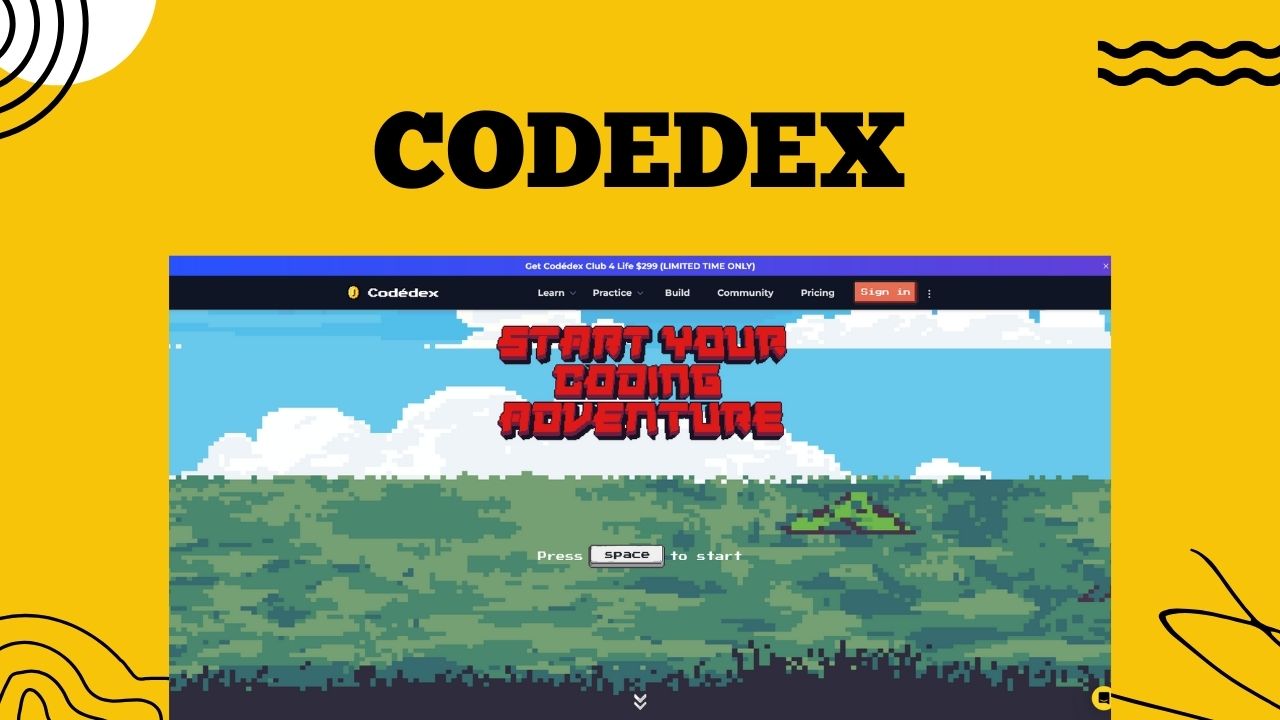 CODEDEX
Get Codédex Club 4 Life $299 (LIMITED TIME ONLY)
Codédex Learn Practice Build Community Pricing Sign in
START YOUR
CODING
ADVENTURE
Press space to start